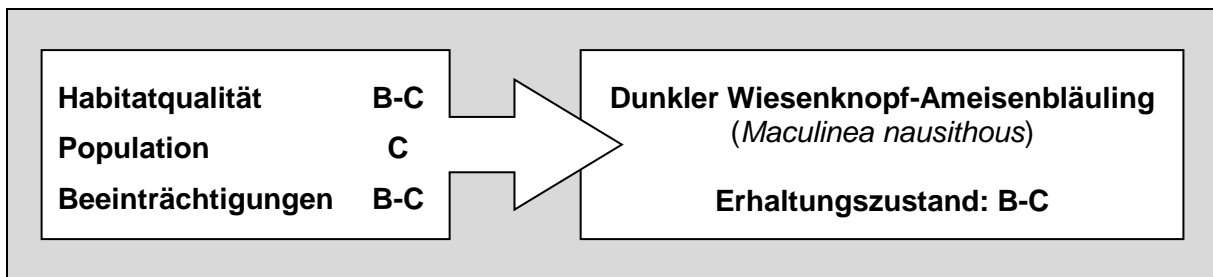 Habitatqualität B-C
Population C
Beeinträchtigungen B-C
Dunkler Wiesenknopf-Ameisenbläuling
(Maculinea nausithous)
Erhaltungszustand: B-C